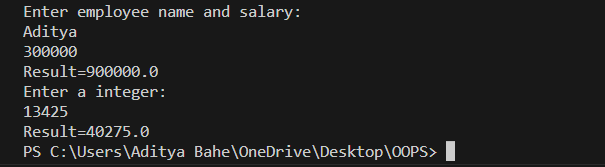 Enter employee name and salary:
Aditya
300000
Result=900000.0
Enter a integer:
13425
Result=40275.0
PS C:\Users\Aditya Bahe\OneDrive\Desktop\OOPS>